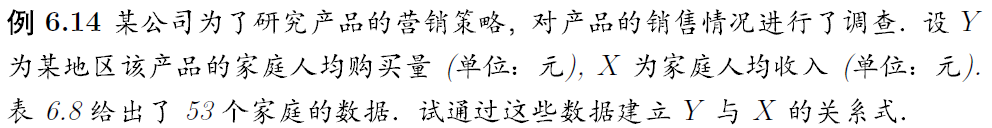 例 6.14 某公司为了研究产品的营销策略, 对产品的销售情况进行了调查. 设 Y
为某地区该产品的家庭人均购买量 (单位: 元), X 为家庭人均收入 (单位: 元).
表 6.8 给出了 53 个家庭的数据. 试通过这些数据建立 Y 与 X 的关系式.